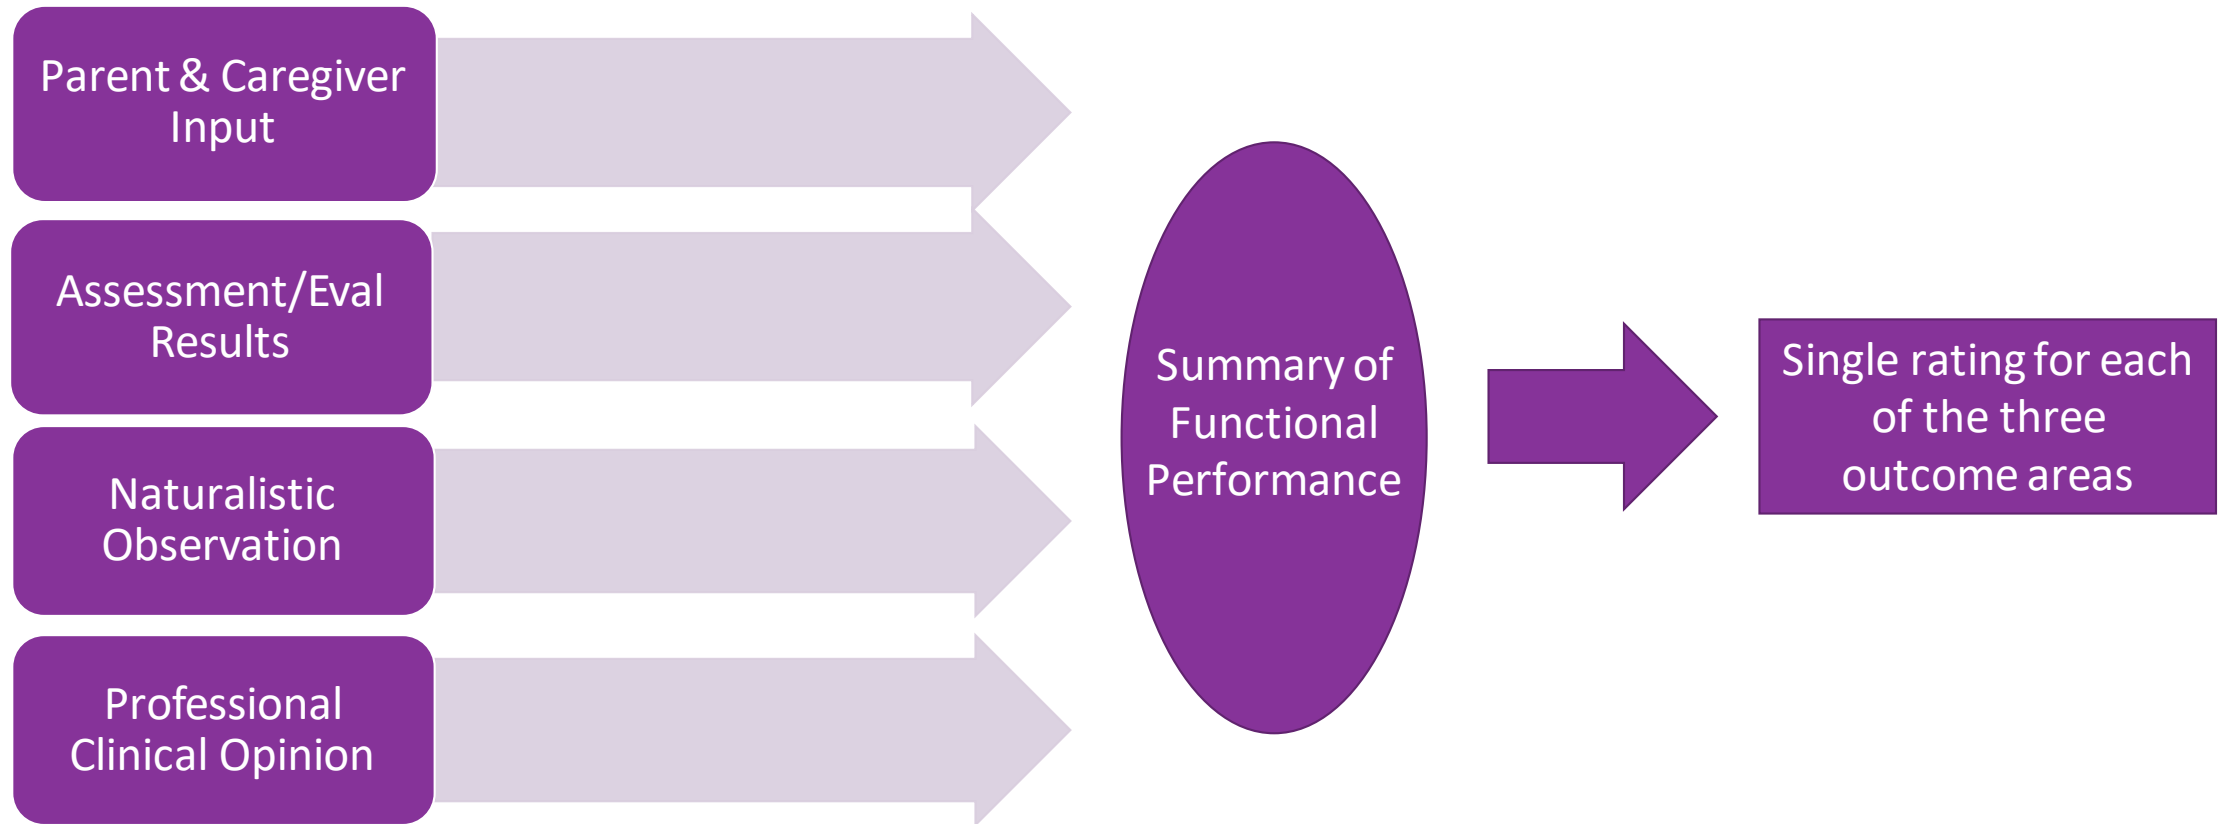 Parent & Caregiver
Input
Assessment/Eval
Results
Naturalistic
Observation
Professional
Clinical Opinion
Summary of
Functional
Performance
Single rating for each
of the three
outcome areas